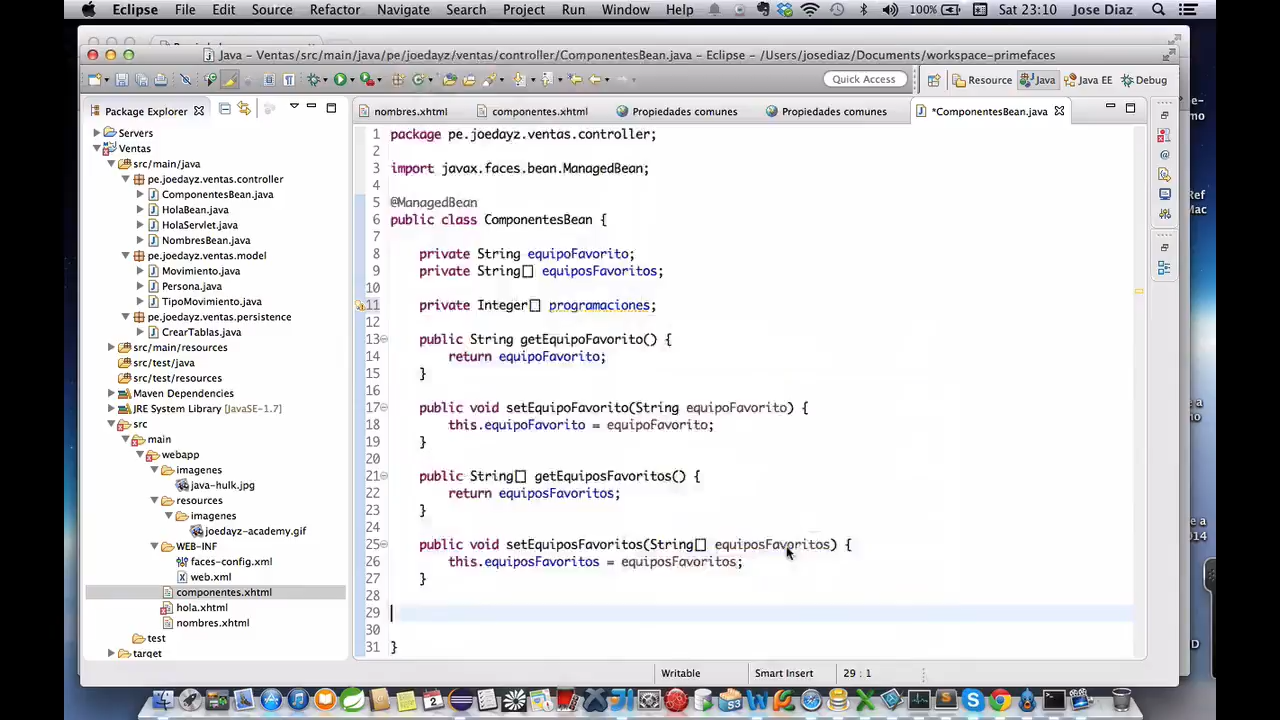 Eclipse File Edit Source Refactor Navigate Search Project Run Window Help 100% Sat 23:10 Jose Diaz
Java - Ventas/src/main/java/pe/joedayz/ventas/controller/ComponentesBean.java - Eclipse - /Users/josediaz/Documents/workspace-primefaces
Quick Access Resource Java Java EE Debug
Package Explorer
nombres.xhtml componentes.xhtml Propiedades comunes Propiedades comunes *ComponentesBean.java
Servers
Ventas
src/main/java
pe.joedayz.ventas.controller
ComponentesBean.java
HolaBean.java
HolaServlet.java
NombresBean.java
pe.joedayz.ventas.model
Movimiento.java
Persona.java
TipoMovimiento.java
pe.joedayz.ventas.persistence
CrearTablas.java
src/main/resources
src/test/java
src/test/resources
Maven Dependencies
JRE System Library [JavaSE-1.7]
src
main
webapp
imagenes
java-hulk.jpg
resources
imagenes
joedayz-academy.gif
WEB-INF
faces-config.xml
web.xml
componentes.xhtml
hola.xhtml
nombres.xhtml
test
target
1 package pe.joedayz.ventas.controller;
2
3 import javax.faces.bean.ManagedBean;
4
5 @ManagedBean
6 public class ComponentesBean {
7
8 private String equipoFavorito;
9 private String[] equiposFavoritos;
10
11 private Integer[] programaciones;
12
13 public String getEquipoFavorito() {
14 return equipoFavorito;
15 }
16
17 public void setEquipoFavorito(String equipoFavorito) {
18 this.equipoFavorito = equipoFavorito;
19 }
20
21 public String[] getEquiposFavoritos() {
22 return equiposFavoritos;
23 }
24
25 public void setEquiposFavoritos(String[] equiposFavoritos) {
26 this.equiposFavoritos = equiposFavoritos;
27 }
28
29
30
31 }
Writable Smart Insert 29 : 1